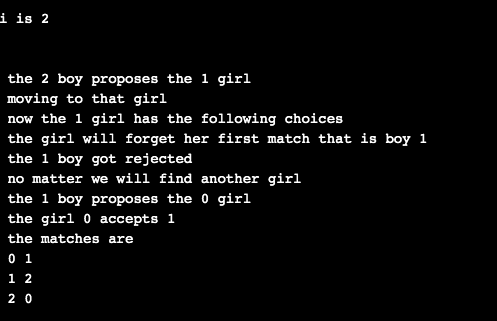 i is 2
the 2 boy proposes the 1 girl
moving to that girl
now the 1 girl has the following choices
the girl will forget her first match that is boy 1
the 1 boy got rejected
no matter we will find another girl
the 1 boy proposes the 0 girl
the girl 0 accepts 1
the matches are
0 1
1 2
2 0